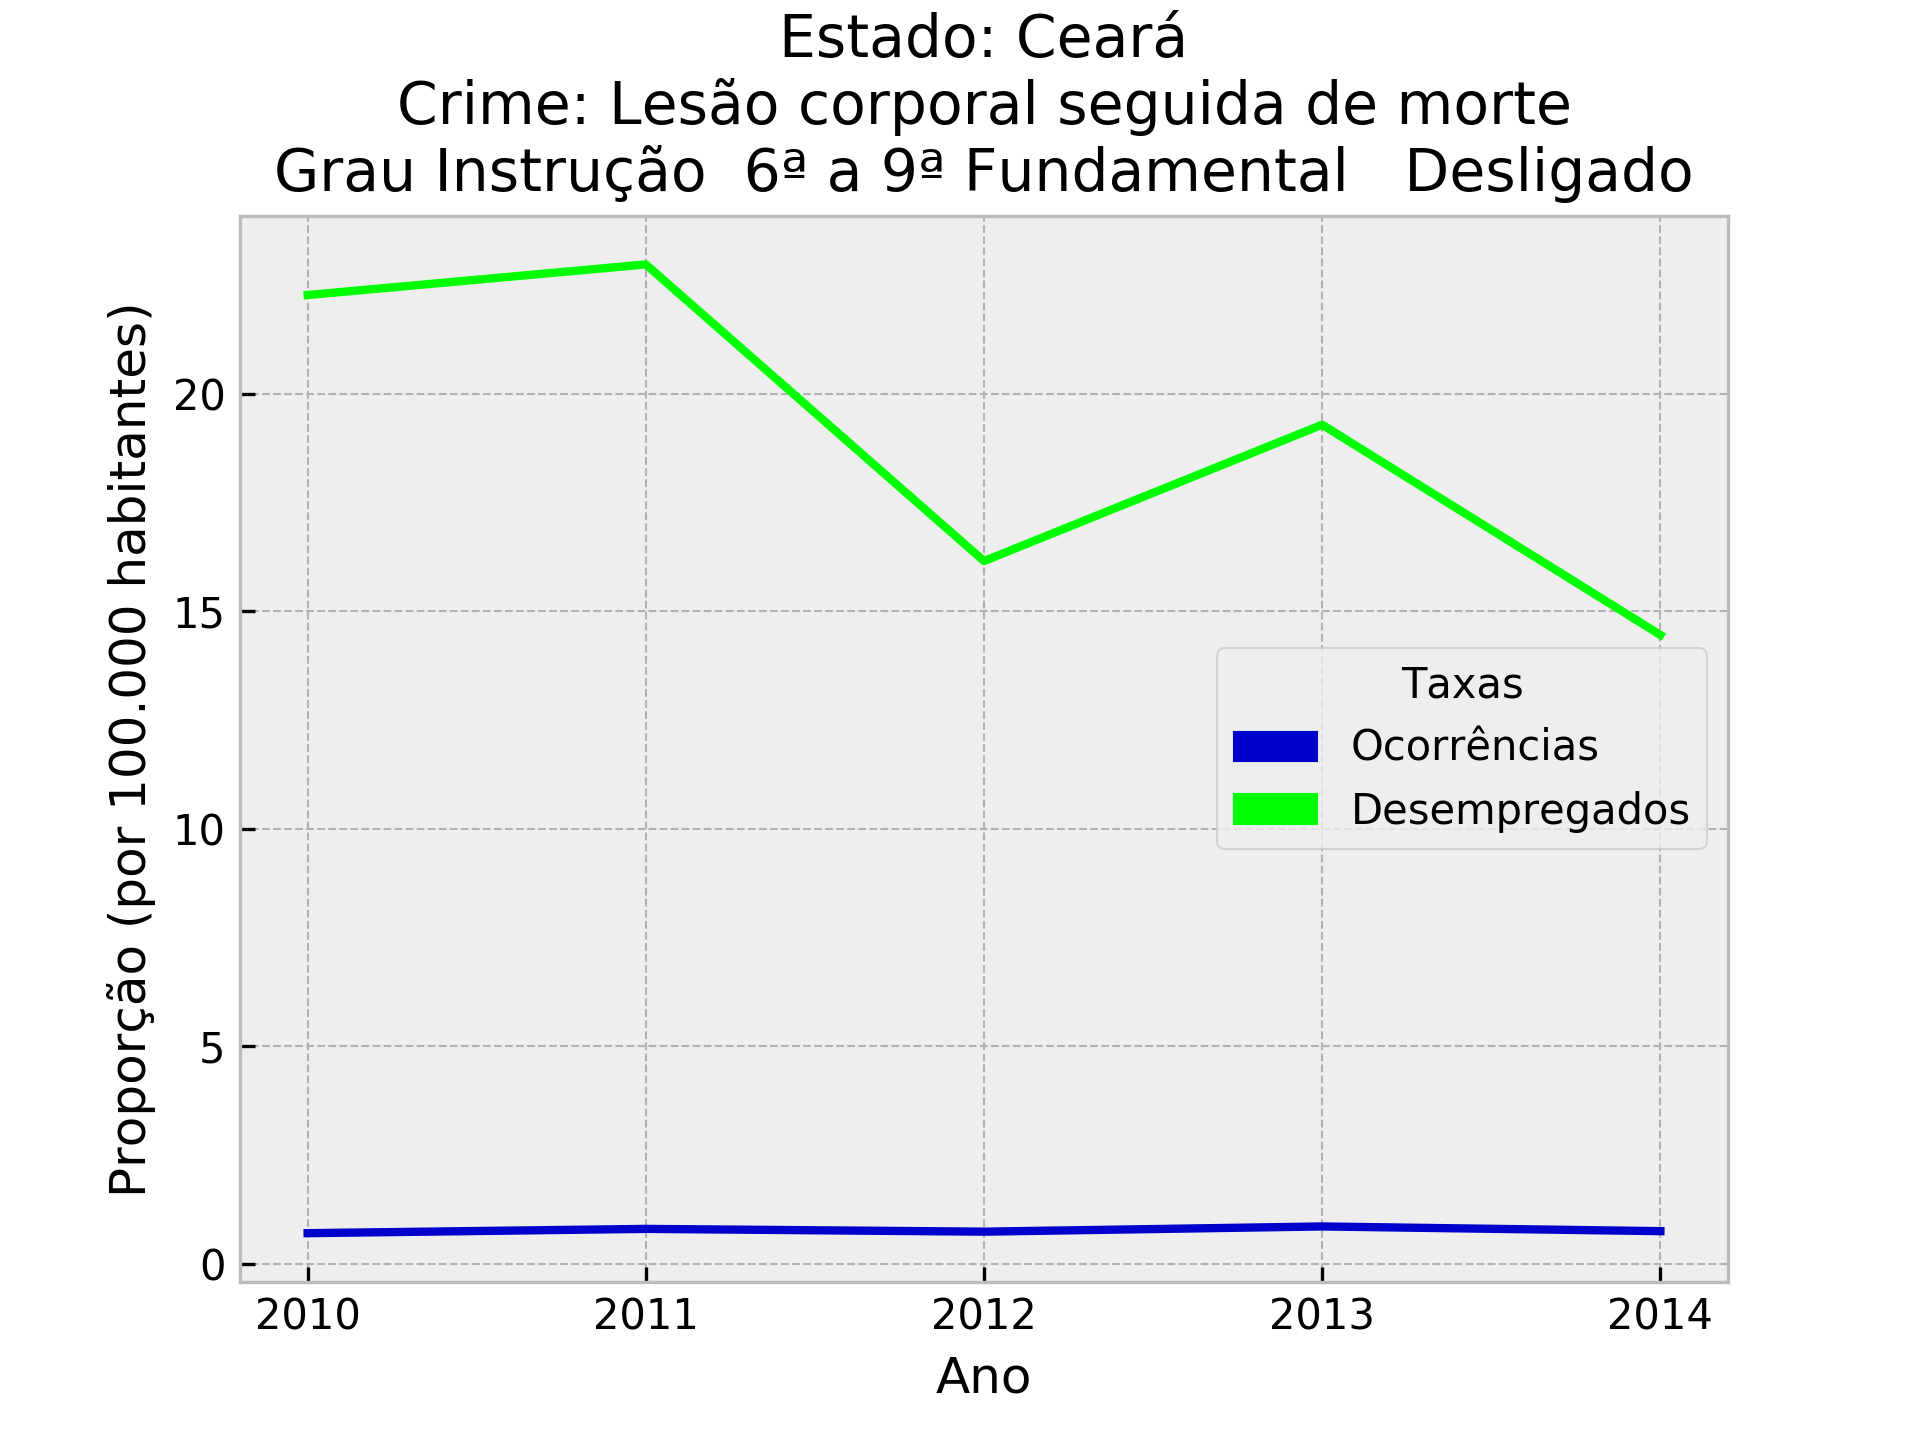 Estado: Ceará
Crime: Lesão corporal seguida de morte
Grau Instrução  6ª a 9ª Fundamental   Desligado
Proporção (por 100.000 habitantes)
20
15
10
5
0
Taxas
Ocorrências
Desempregados
2010 2011 2012 2013 2014
Ano